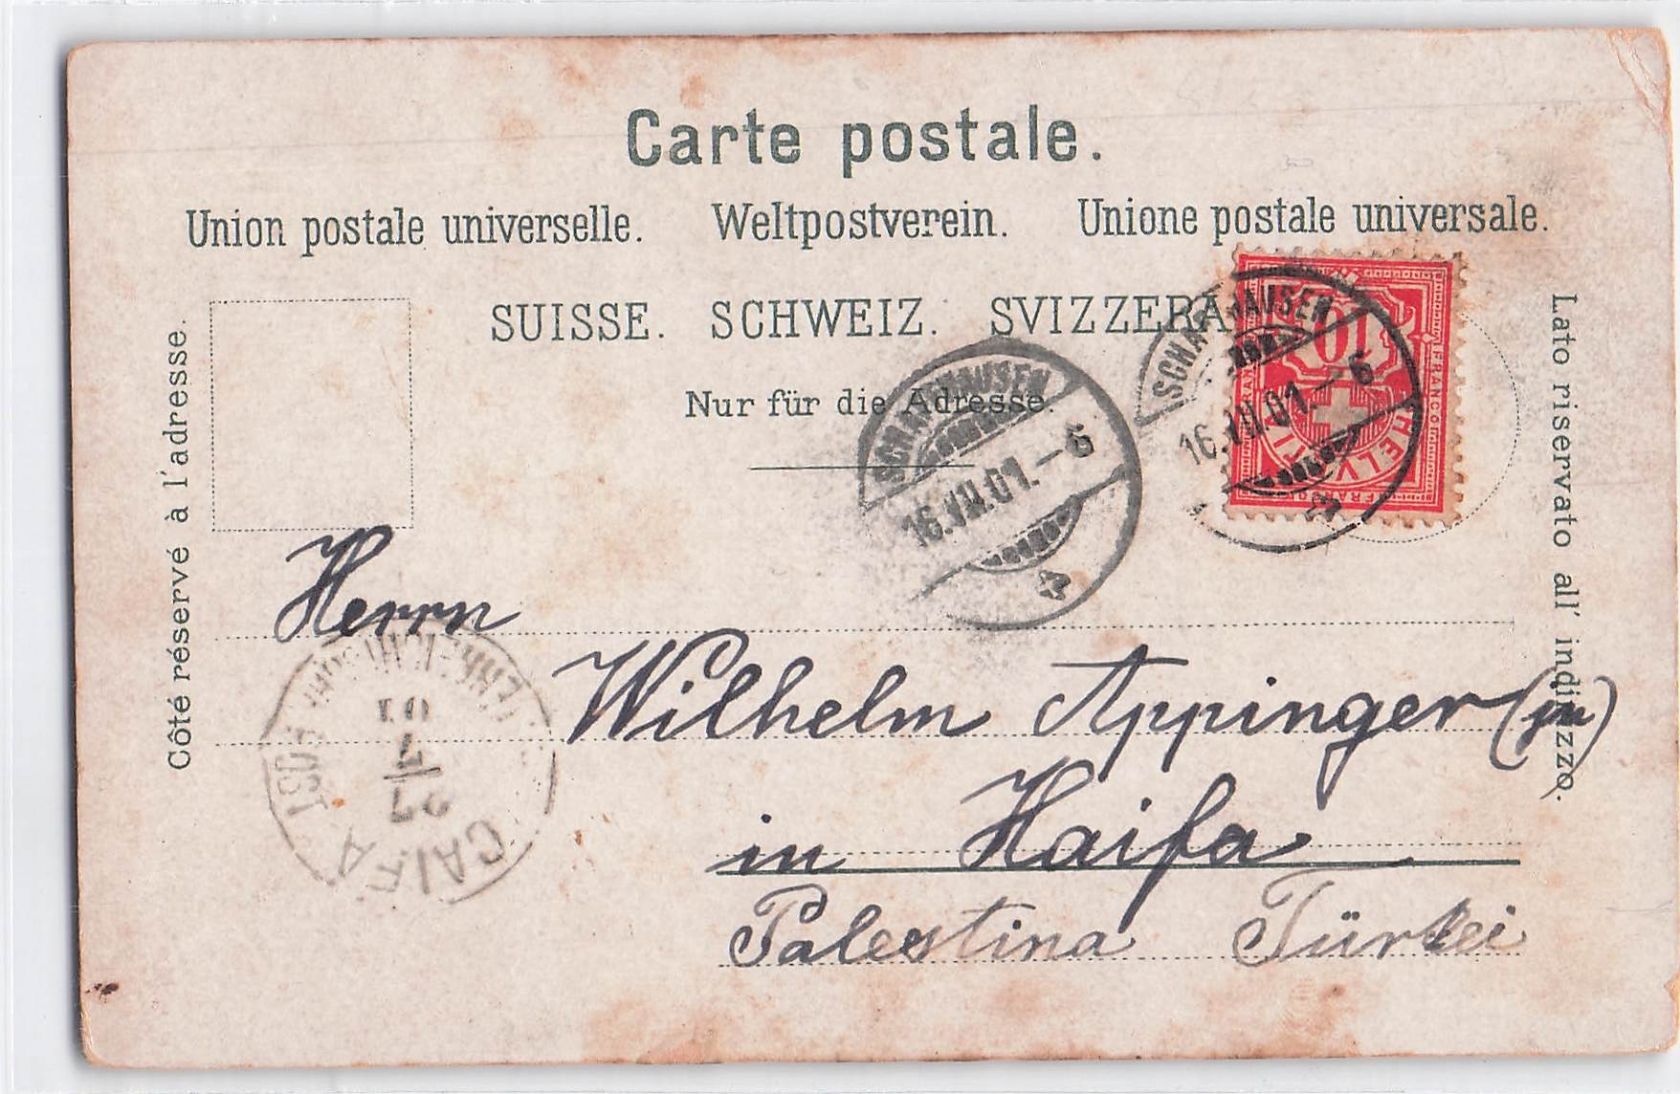 Carte postale.
Union postale universelle. Weltpostverein. Unione postale universale.
SUISSE. SCHWEIZ. SVIZZERA
Nur für die Adresse.
Côté réservé à l'adresse.
Lato riservato all' indirizzo.
SCHAFFHAUSEN
16.VII.01.–6
SCHAFFHAUSEN
16.VII.01.–6
10
FRANCO
HELVETIA
Herrn
Wilhelm Appinger (jn)
in Haifa
Palestina Türkei
CAIFA
27
7
01